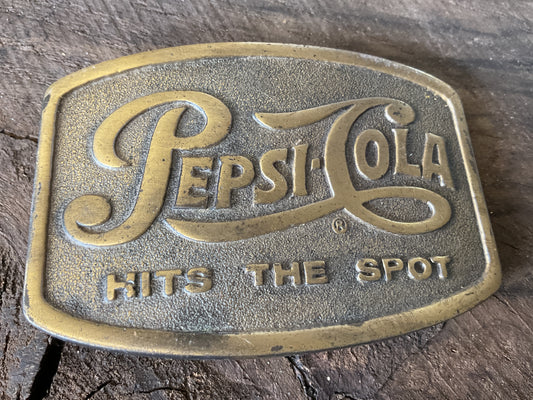 PEPSI-COLA®
HITS THE SPOT